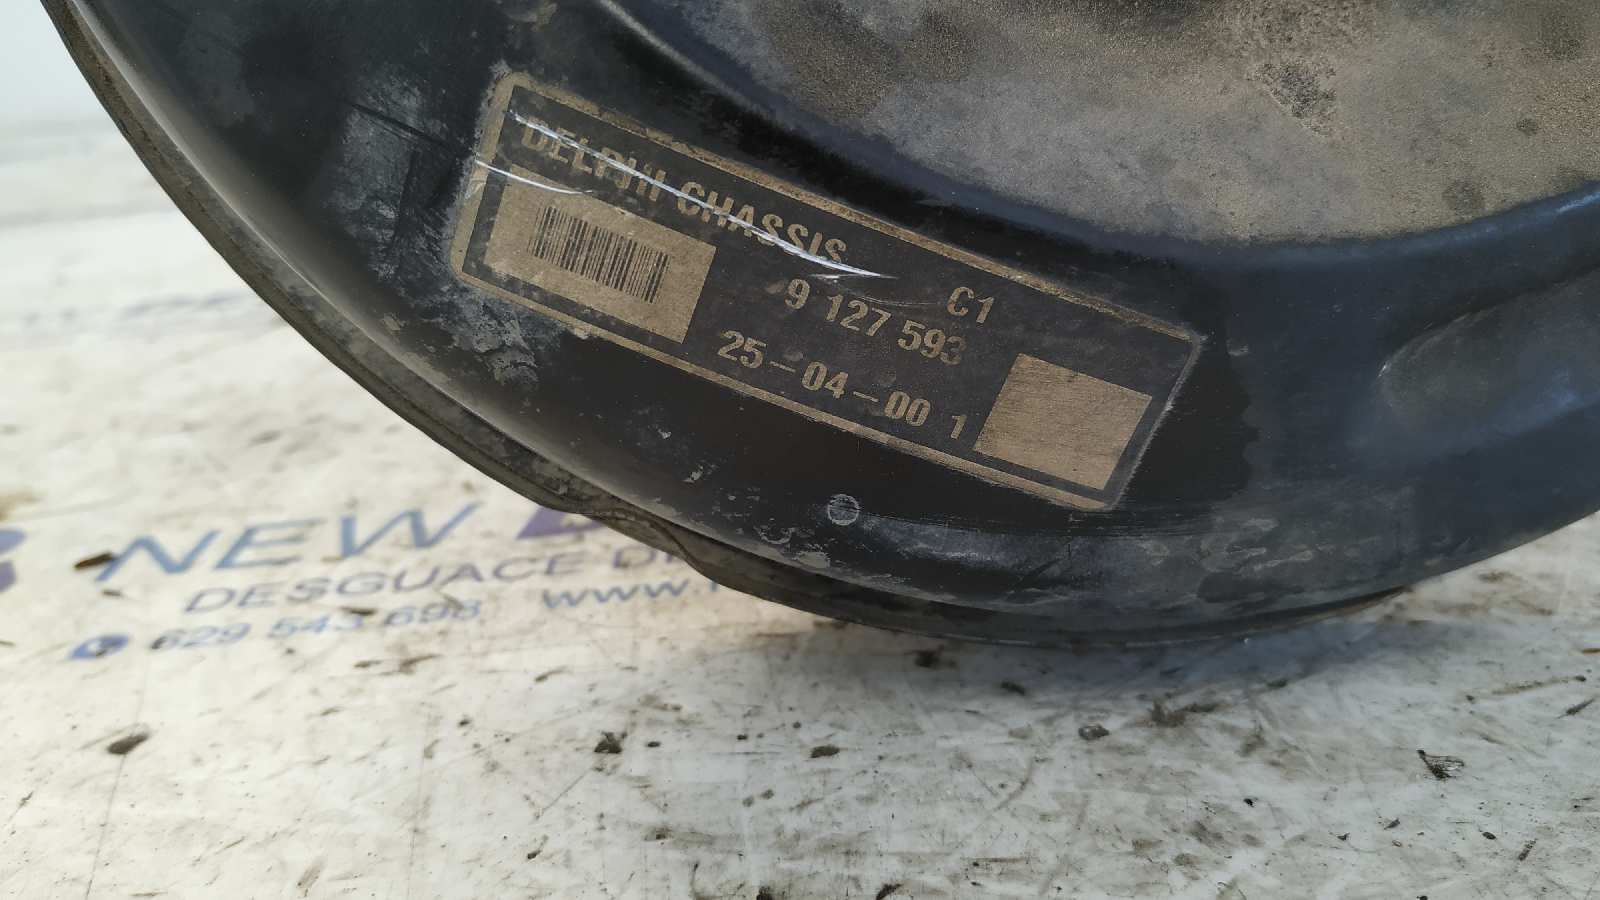 DELPHI CHASSIS
C1
9 127 593
25-04-00 1
NEW
DESGUACE
629 543 698 www.